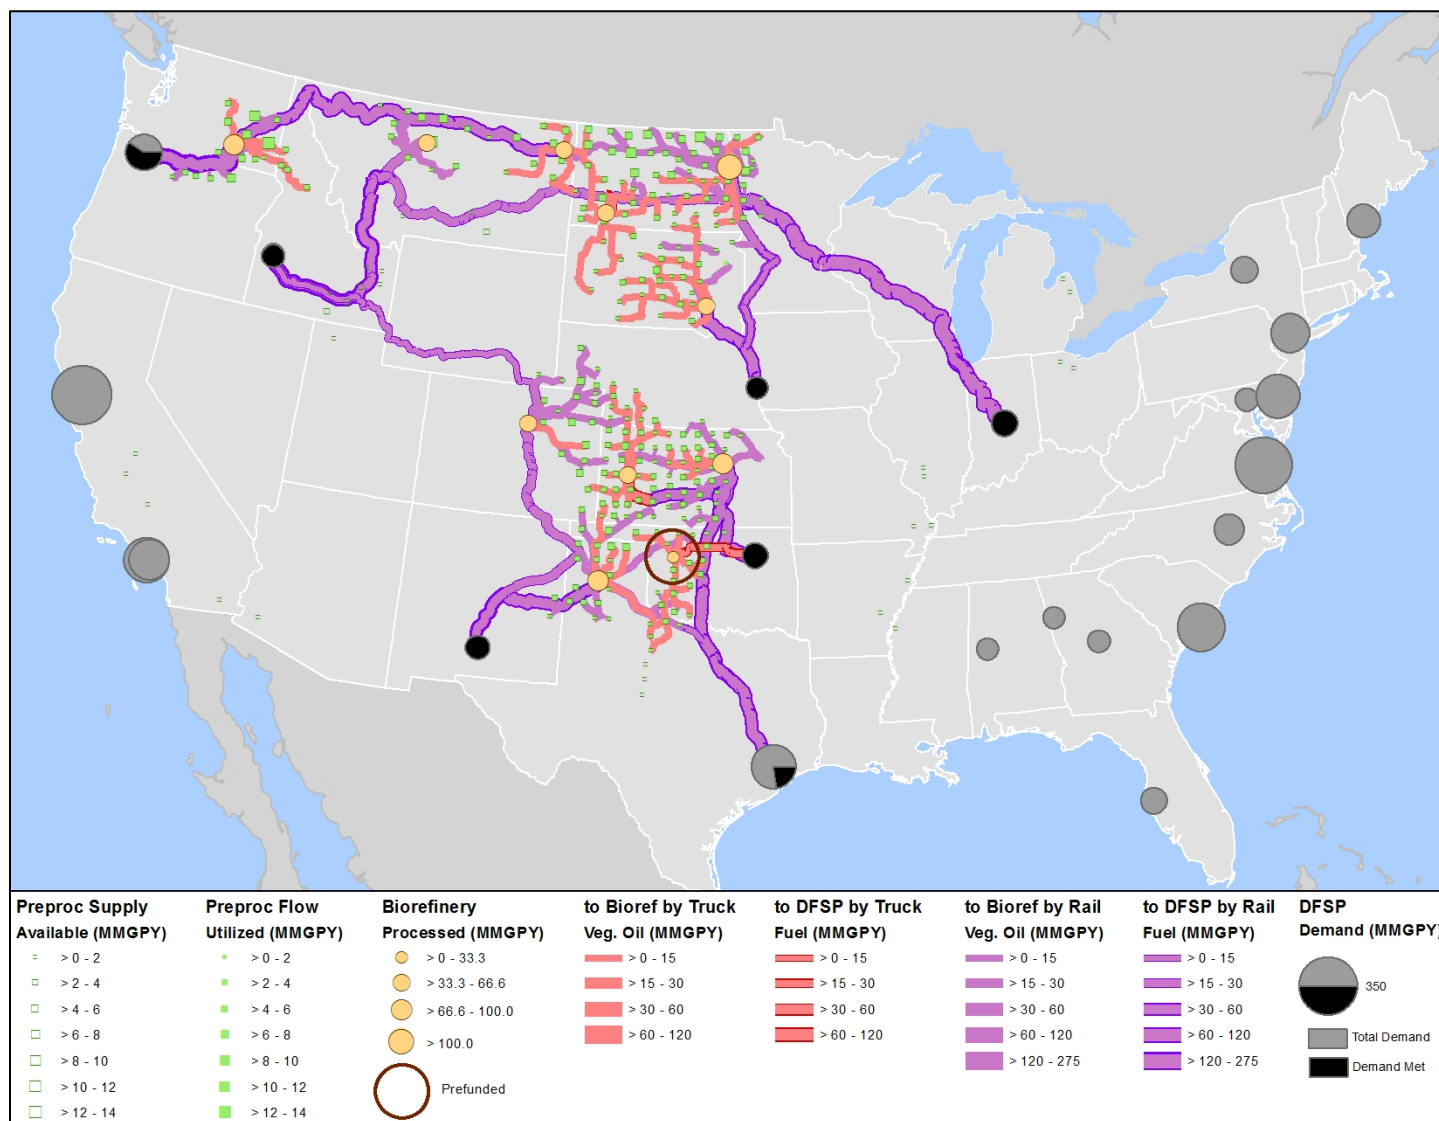 Preproc Supply
Available (MMGPY)
> 0 - 2
> 2 - 4
> 4 - 6
> 6 - 8
> 8 - 10
> 10 - 12
> 12 - 14
Preproc Flow
Utilized (MMGPY)
> 0 - 2
> 2 - 4
> 4 - 6
> 6 - 8
> 8 - 10
> 10 - 12
> 12 - 14
Biorefinery
Processed (MMGPY)
> 0 - 33.3
> 33.3 - 66.6
>66.6 - 100.0
> 100.0
Prefunded
to Bioref by Truck
Veg. Oil (MMGPY)
> 0 - 15
> 15 - 30
> 30 - 60
> 60 - 120
to DFSP by Truck
Fuel (MMGPY)
> 0 - 15
> 15 - 30
> 30 - 60
> 60 - 120
to Bioref by Rail
Veg. Oil (MMGPY)
> 0 - 15
> 15 - 30
> 30 - 60
> 60 - 120
> 120 - 275
to DFSP by Rail
Fuel (MMGPY)
> 0 - 15
> 15 - 30
> 30 - 60
> 60 - 120
> 120 - 275
DFSP
Demand (MMGPY)
350
Total Demand
Demand Met